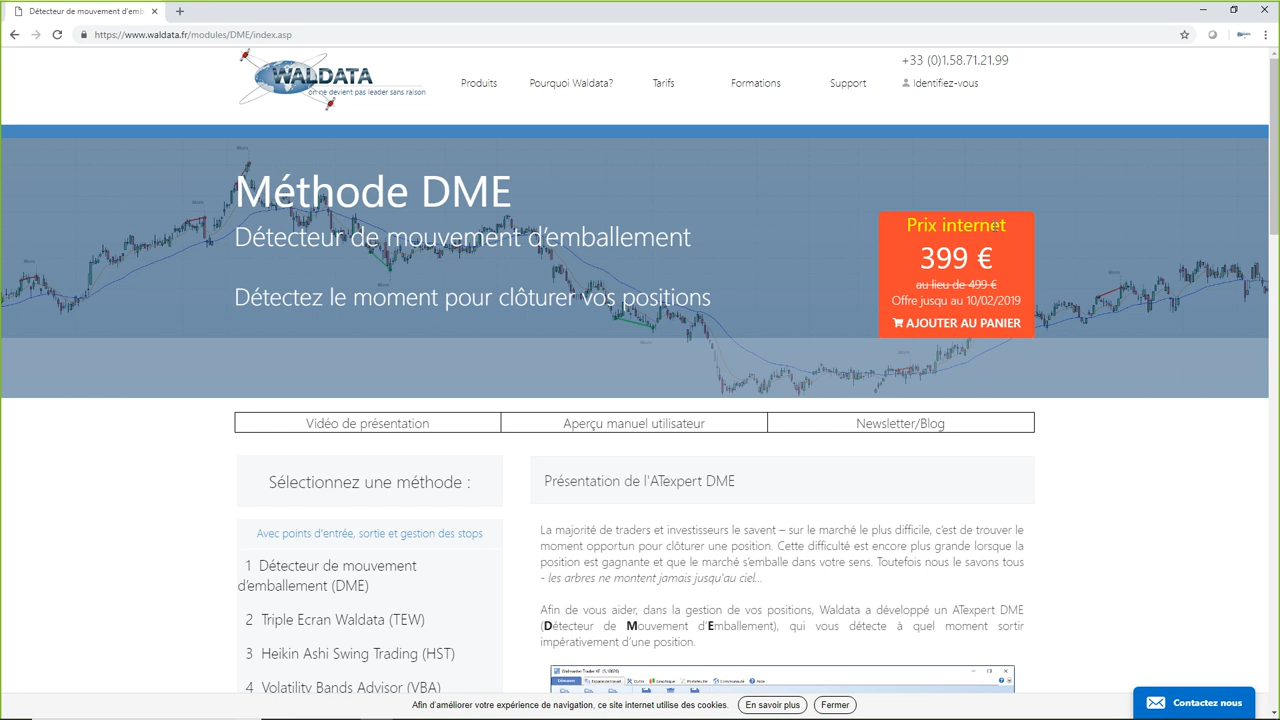 Détecteur de mouvement d'emb
https://www.waldata.fr/modules/DME/index.asp
WALDATA
on ne devient pas leader sans raison
Produits
Pourquoi Waldata?
Tarifs
Formations
Support
+33 (0)1.58.71.21.99
Identifiez-vous
Méthode DME
Détecteur de mouvement d'emballement
Détectez le moment pour clôturer vos positions
Prix internet
399 €
au lieu de 499 €
Offre jusqu au 10/02/2019
AJOUTER AU PANIER
Vidéo de présentation
Aperçu manuel utilisateur
Newsletter/Blog
Sélectionnez une méthode :
Avec points d'entrée, sortie et gestion des stops
1 Détecteur de mouvement
d'emballement (DME)
2 Triple Ecran Waldata (TEW)
3 Heikin Ashi Swing Trading (HST)
4 Volatility Bands Advisor (VBA)
Présentation de l'ATexpert DME
La majorité de traders et investisseurs le savent – sur le marché le plus difficile, c'est de trouver le
moment opportun pour clôturer une position. Cette difficulté est encore plus grande lorsque la
position est gagnante et que le marché s'emballe dans votre sens. Toutefois nous le savons tous
- les arbres ne montent jamais jusqu'au ciel...
Afin de vous aider, dans la gestion de vos positions, Waldata a développé un ATexpert DME
(Détecteur de Mouvement d'Emballement), qui vous détecte à quel moment sortir
impérativement d'une position.
Afin d'améliorer votre expérience de navigation, ce site internet utilise des cookies.
En savoir plus
Fermer
Contactez nous